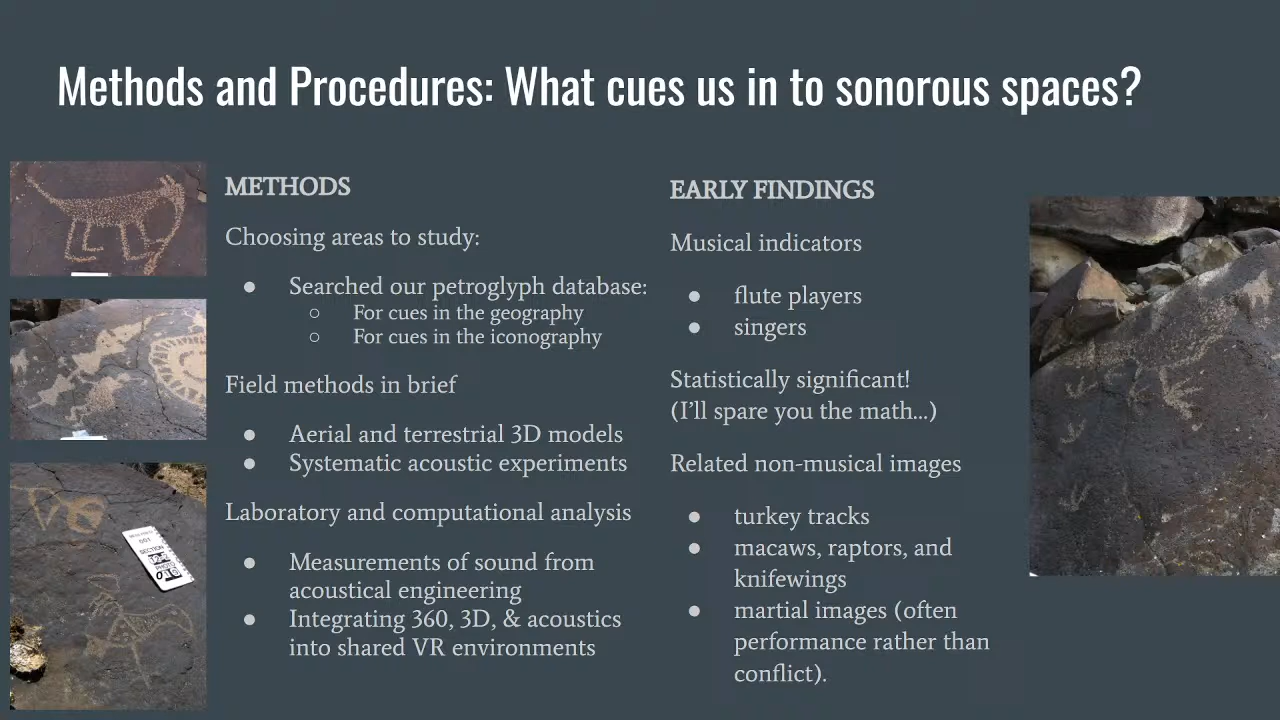 Methods and Procedures: What cues us in to sonorous spaces?
METHODS
Choosing areas to study:
● Searched our petroglyph database:
○ For cues in the geography
○ For cues in the iconography
Field methods in brief
● Aerial and terrestrial 3D models
● Systematic acoustic experiments
Laboratory and computational analysis
● Measurements of sound from
acoustical engineering
● Integrating 360, 3D, & acoustics
into shared VR environments
EARLY FINDINGS
Musical indicators
● flute players
● singers
Statistically significant!
(I’ll spare you the math...)
Related non-musical images
● turkey tracks
● macaws, raptors, and
knifewings
● martial images (often
performance rather than
conflict).
001
SECTION
PHOTO